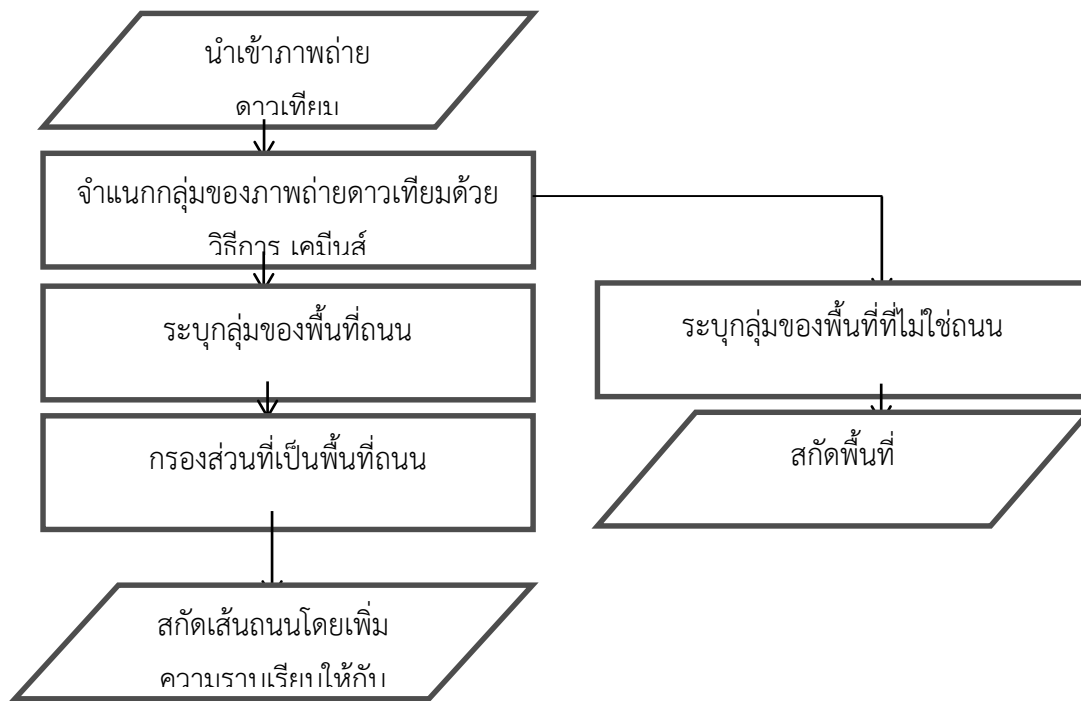 นำเข้าภาพถ่าย
ดาวเทียม
จำแนกกลุ่มของภาพถ่ายดาวเทียมด้วย
วิธีการ เคมีนส์
ระบุกลุ่มของพื้นที่ถนน
ระบุกลุ่มของพื้นที่ที่ไม่ใช่ถนน
กรองส่วนที่เป็นพื้นที่ถนน
สกัดพื้นที่
สกัดเส้นถนนโดยเพิ่ม
ความราบเรียบให้กับ